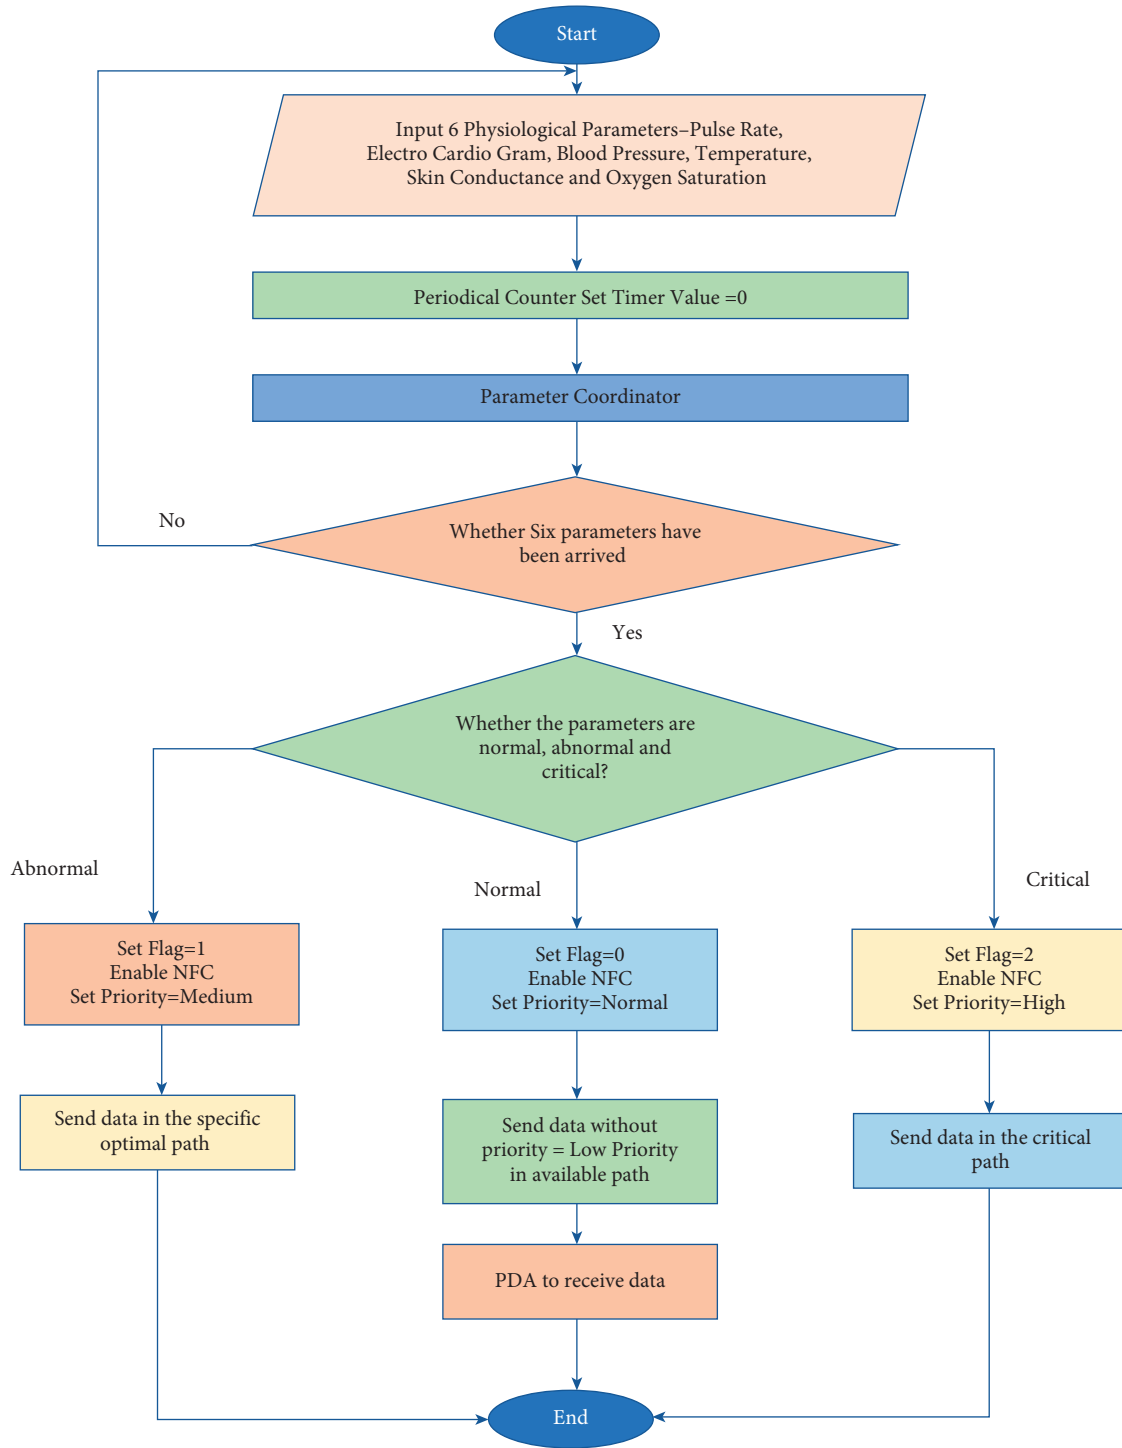 Start
Input 6 Physiological Parameters–Pulse Rate,
Electro Cardio Gram, Blood Pressure, Temperature,
Skin Conductance and Oxygen Saturation
Periodical Counter Set Timer Value =0
Parameter Coordinator
No
Whether Six parameters have
been arrived
Yes
Whether the parameters are
normal, abnormal and
critical?
Abnormal
Normal
Critical
Set Flag=1
Enable NFC
Set Priority=Medium
Set Flag=0
Enable NFC
Set Priority=Normal
Set Flag=2
Enable NFC
Set Priority=High
Send data in the specific
optimal path
Send data without
priority = Low Priority
in available path
Send data in the critical
path
PDA to receive data
End